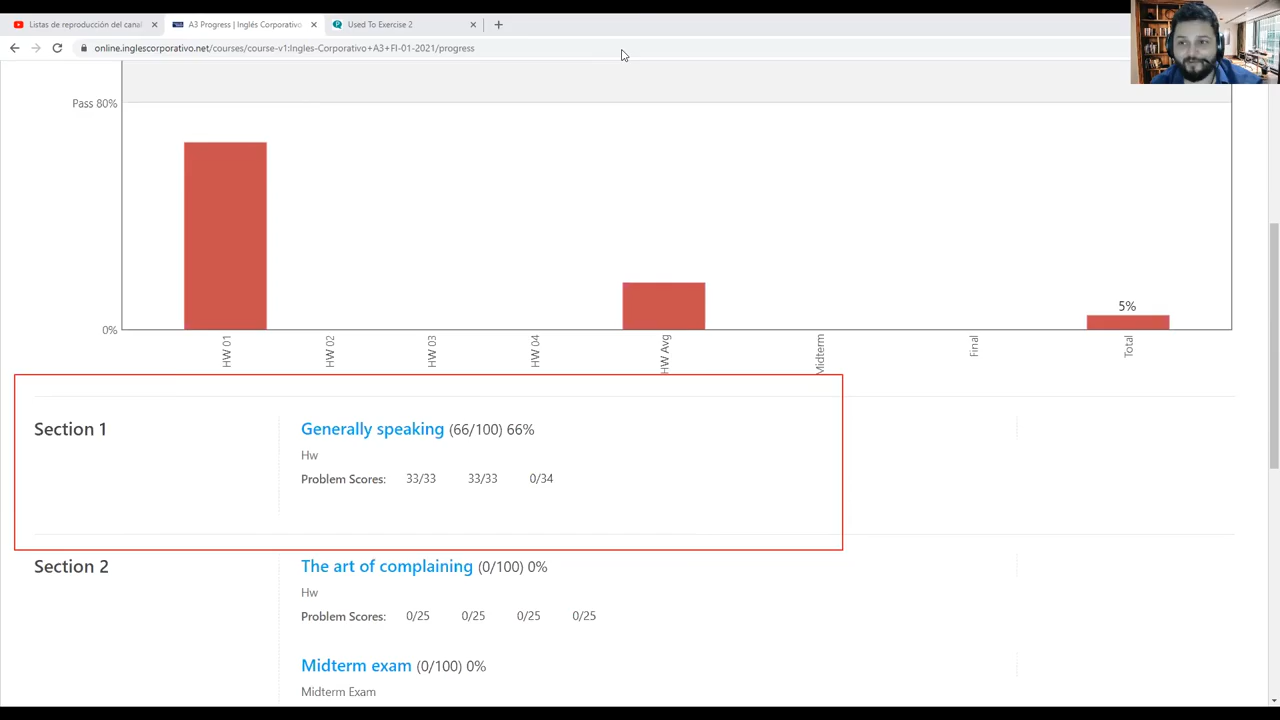 Listas de reproducción del canal
A3 Progress | Inglés Corporativo
Used To Exercise 2
online.inglescorporativo.net/courses/course-v1:Ingles-Corporativo+A3+FI-01-2021/progress
Pass 80%
5%
0%
HW 01
HW 02
HW 03
HW 04
HW Avg
Midterm
Final
Total
Section 1
Generally speaking (66/100) 66%
Hw
Problem Scores: 33/33 33/33 0/34
Section 2
The art of complaining (0/100) 0%
Hw
Problem Scores: 0/25 0/25 0/25 0/25
Midterm exam (0/100) 0%
Midterm Exam